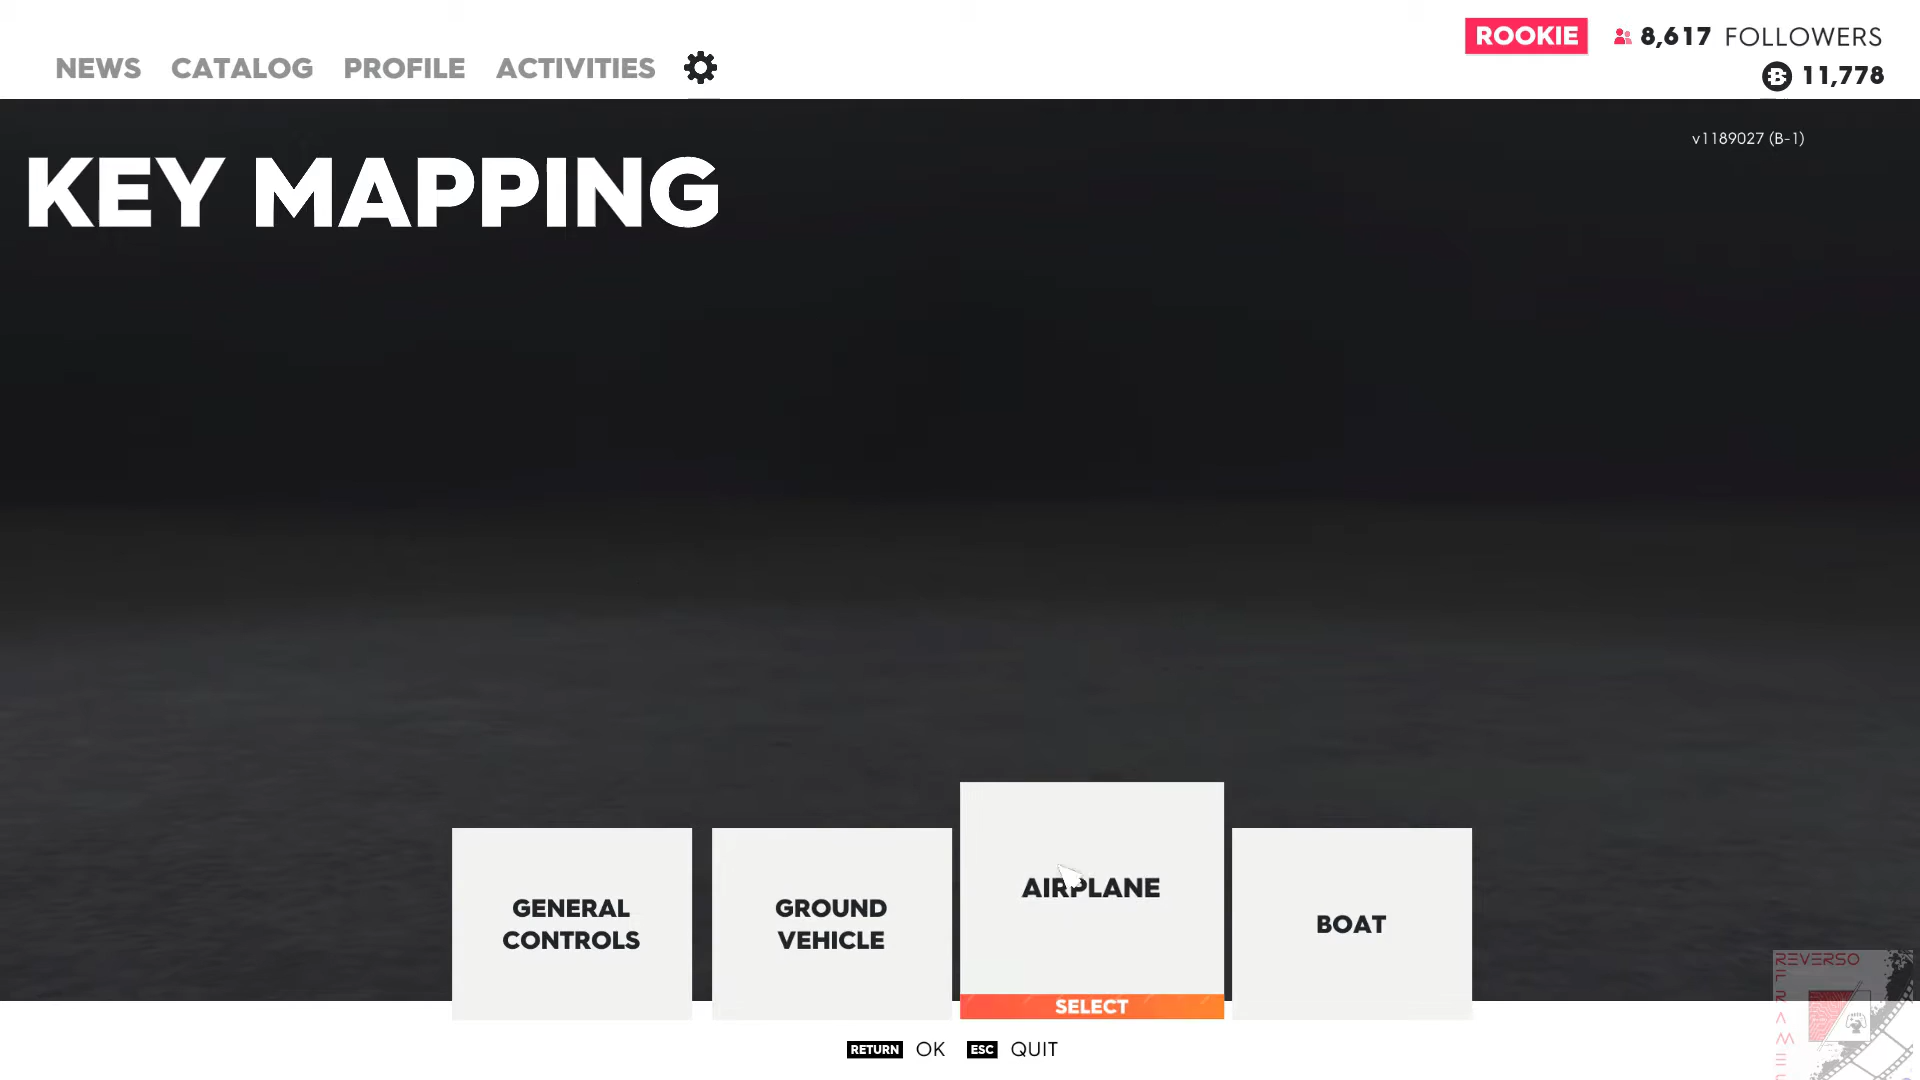 NEWS CATALOG PROFILE ACTIVITIES
ROOKIE 8,617 FOLLOWERS
11,778
v1189027 (B-1)
KEY MAPPING
GENERAL
CONTROLS
GROUND
VEHICLE
AIRPLANE
SELECT
BOAT
RETURN OK ESC QUIT
REVERSO
FRAMES